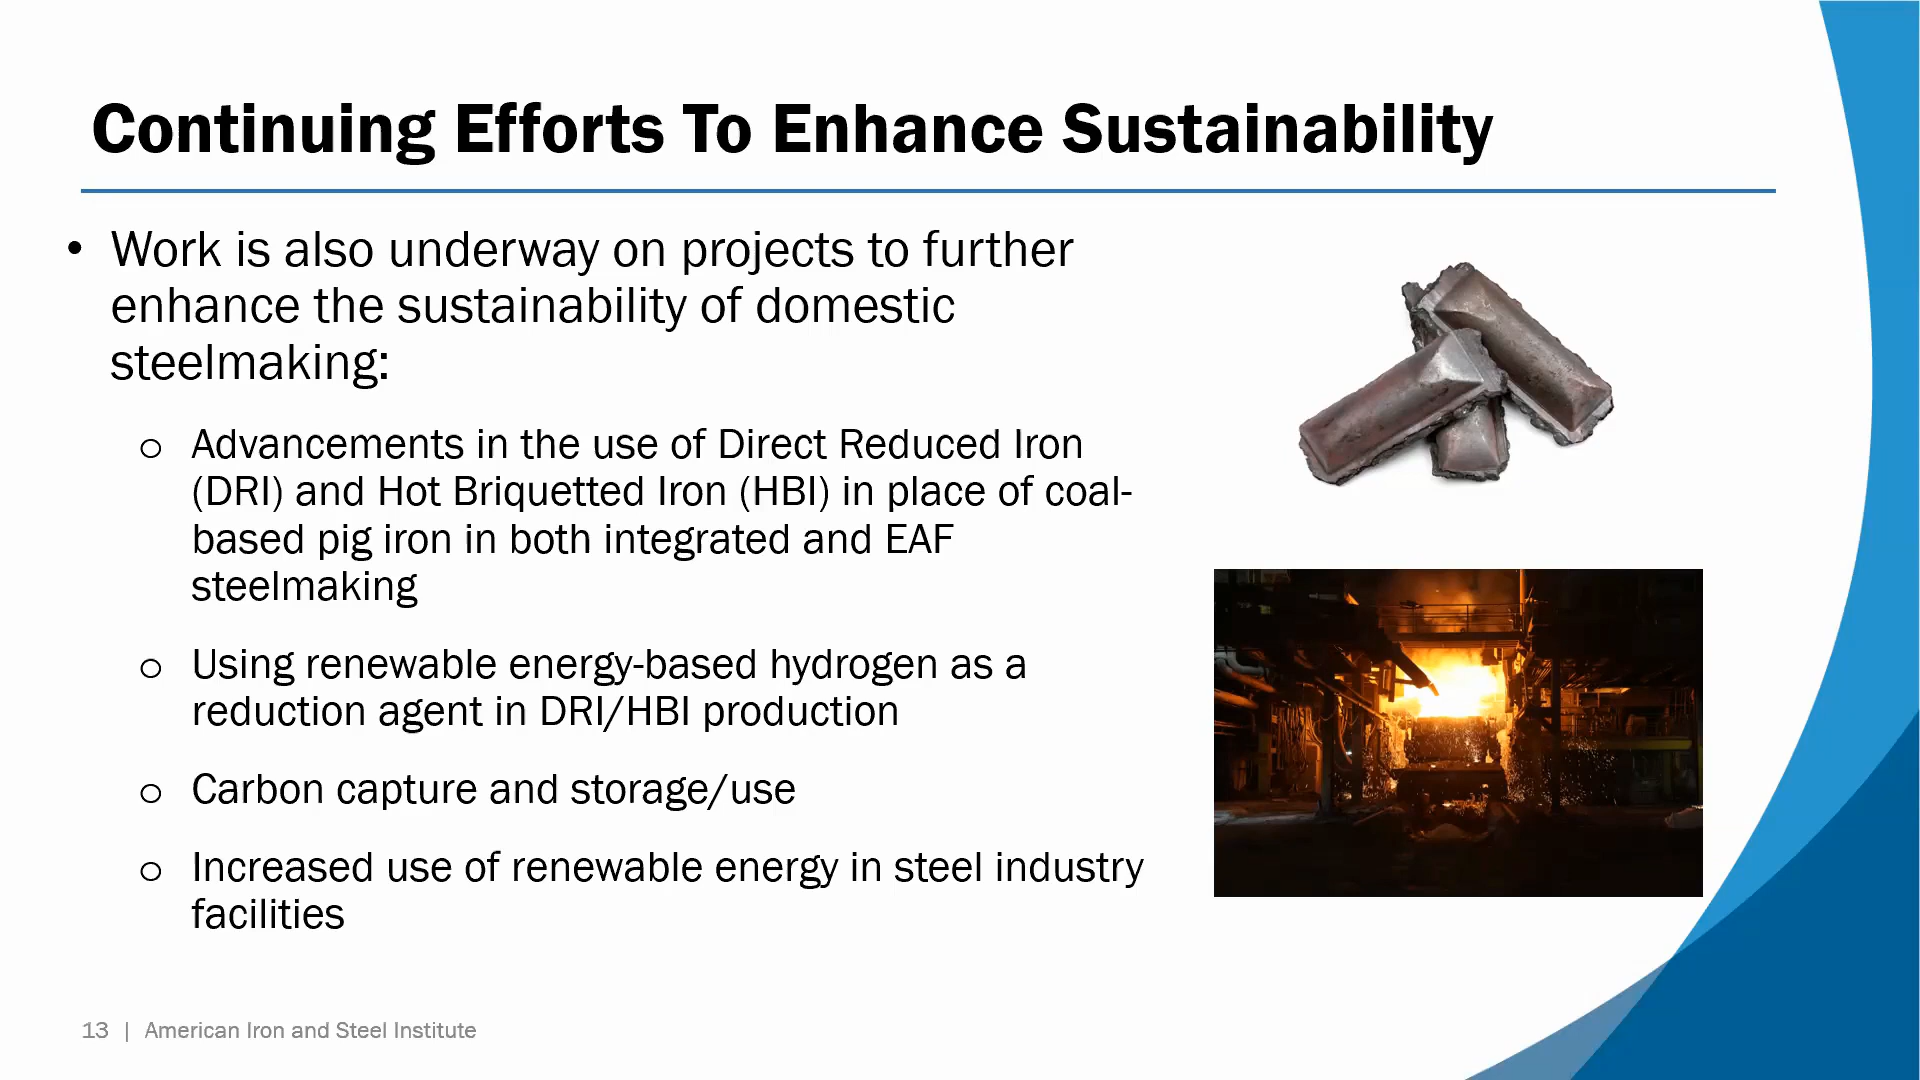 Continuing Efforts To Enhance Sustainability
• Work is also underway on projects to further
enhance the sustainability of domestic
steelmaking:
o Advancements in the use of Direct Reduced Iron
(DRI) and Hot Briquetted Iron (HBI) in place of coal-
based pig iron in both integrated and EAF
steelmaking
o Using renewable energy-based hydrogen as a
reduction agent in DRI/HBI production
o Carbon capture and storage/use
o Increased use of renewable energy in steel industry
facilities
13 | American Iron and Steel Institute